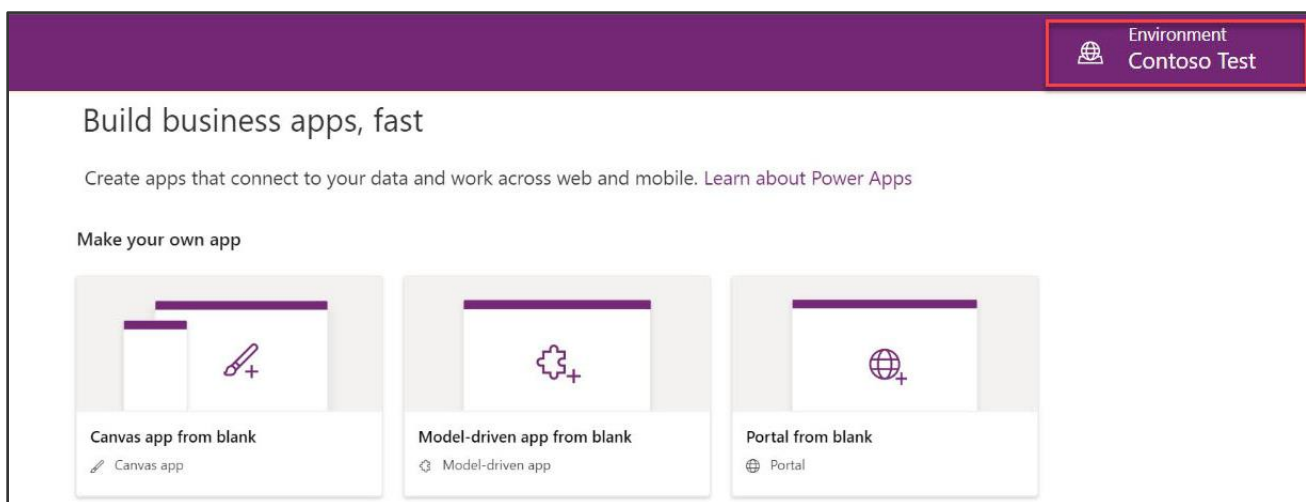 Environment
Contoso Test
Build business apps, fast
Create apps that connect to your data and work across web and mobile. Learn about Power Apps
Make your own app
Canvas app from blank
Canvas app
Model-driven app from blank
Model-driven app
Portal from blank
Portal